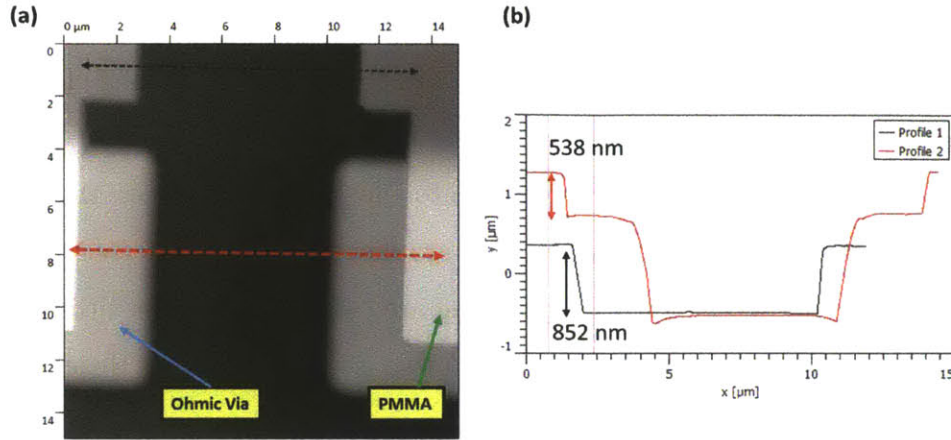 (a)
0 µm 2 4 6 8 10 12 14
0
2
4
6
8
10
12
14
Ohmic Via
PMMA
(b)
2
1
0
-1
y [µm]
538 nm
852 nm
Profile 1
Profile 2
0 5 10 15
x [µm]